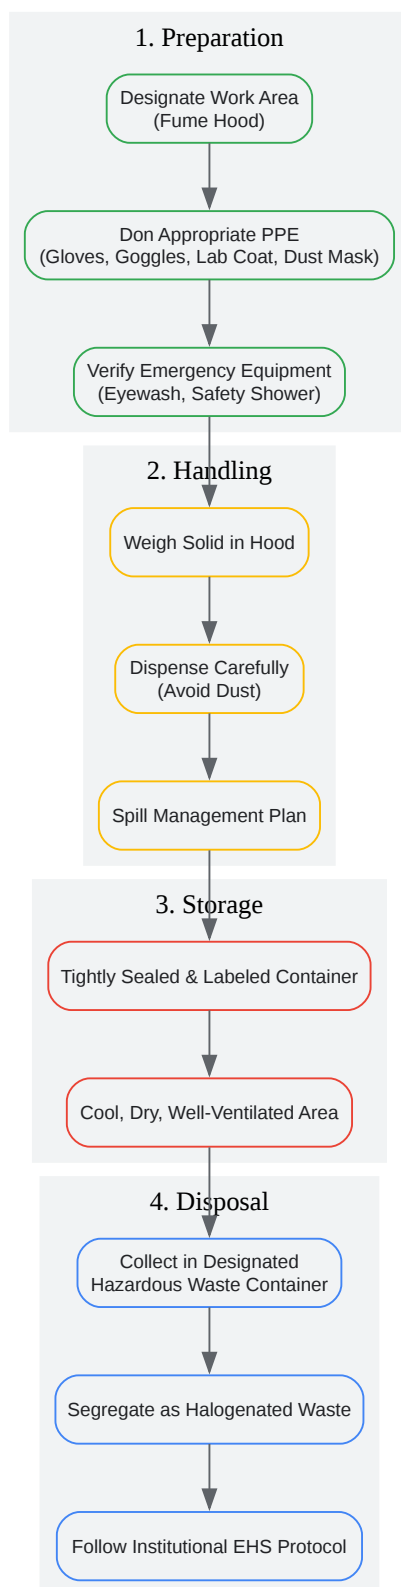 1. Preparation
Designate Work Area
(Fume Hood)
Don Appropriate PPE
(Gloves, Goggles, Lab Coat, Dust Mask)
Verify Emergency Equipment
(Eyewash, Safety Shower)
2. Handling
Weigh Solid in Hood
Dispense Carefully
(Avoid Dust)
Spill Management Plan
3. Storage
Tightly Sealed & Labeled Container
Cool, Dry, Well-Ventilated Area
4. Disposal
Collect in Designated
Hazardous Waste Container
Segregate as Halogenated Waste
Follow Institutional EHS Protocol